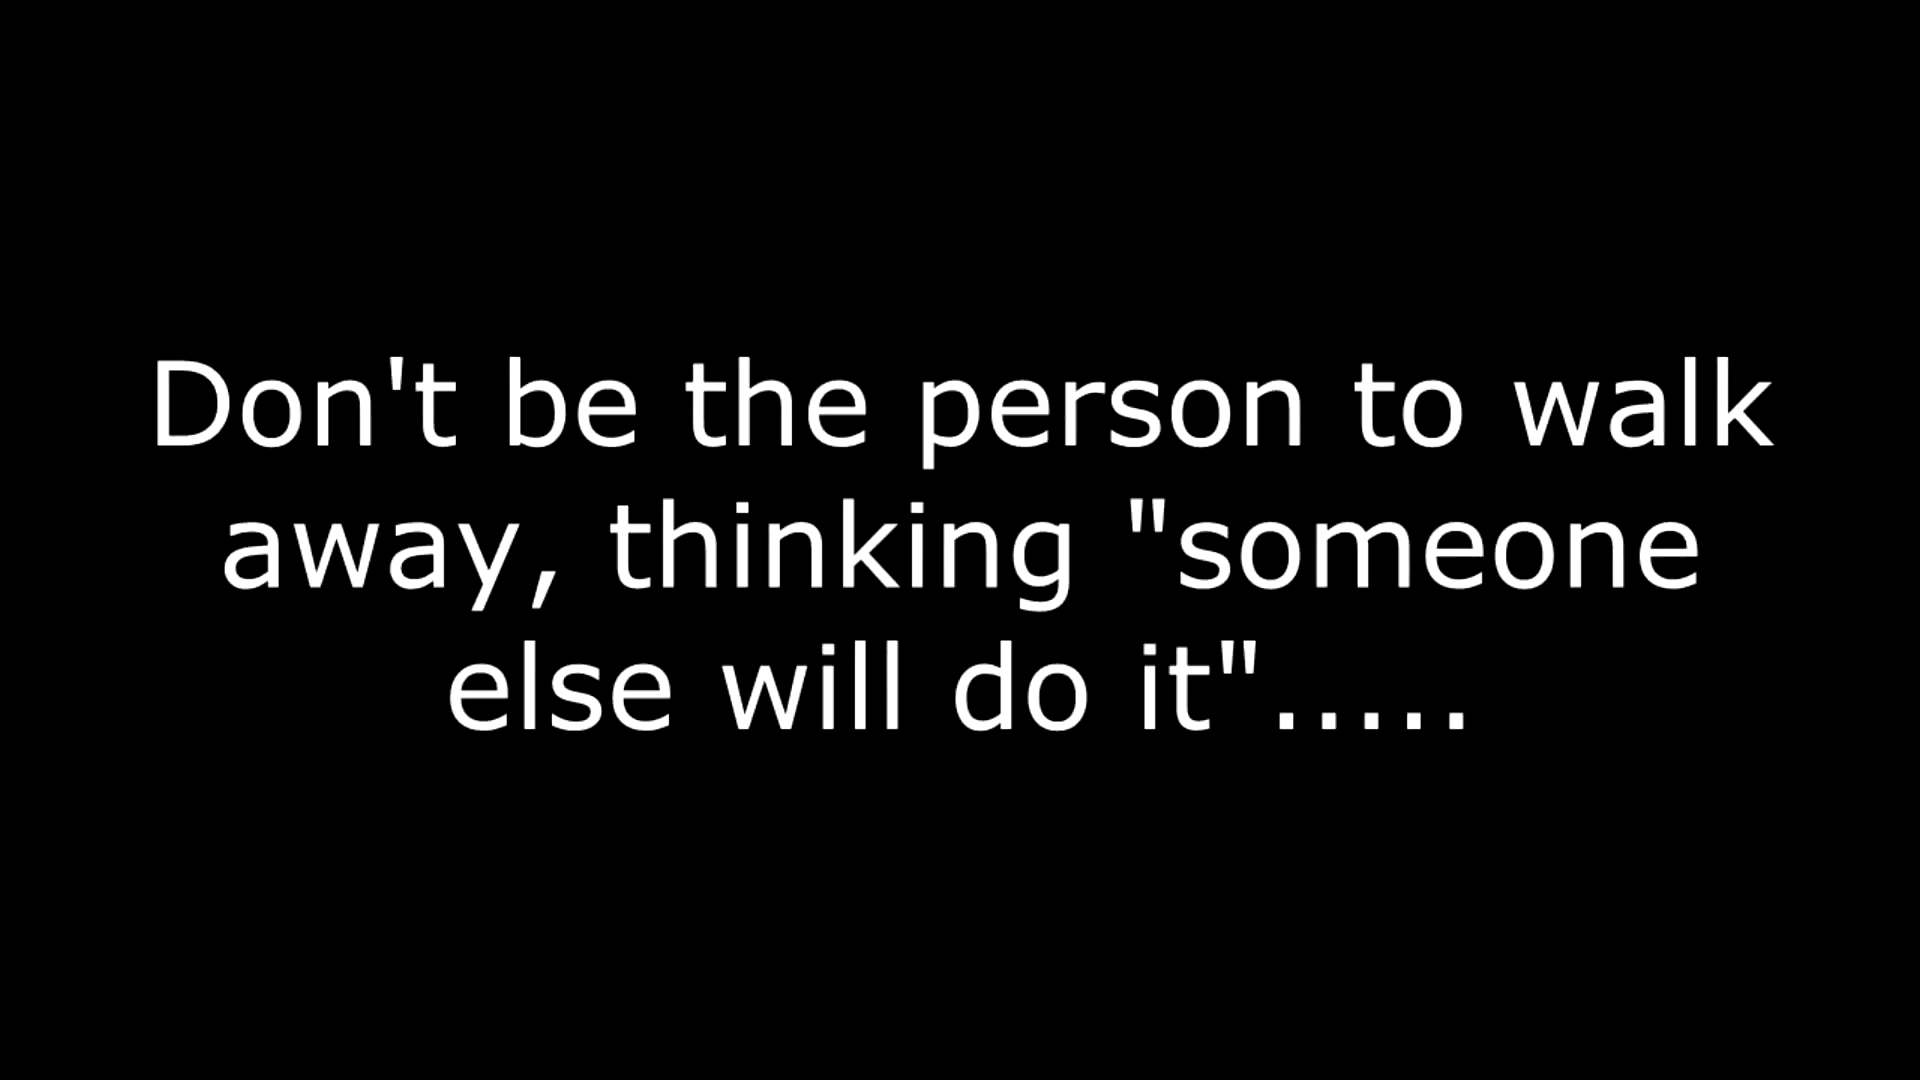 Don't be the person to walk
away, thinking "someone
else will do it".....